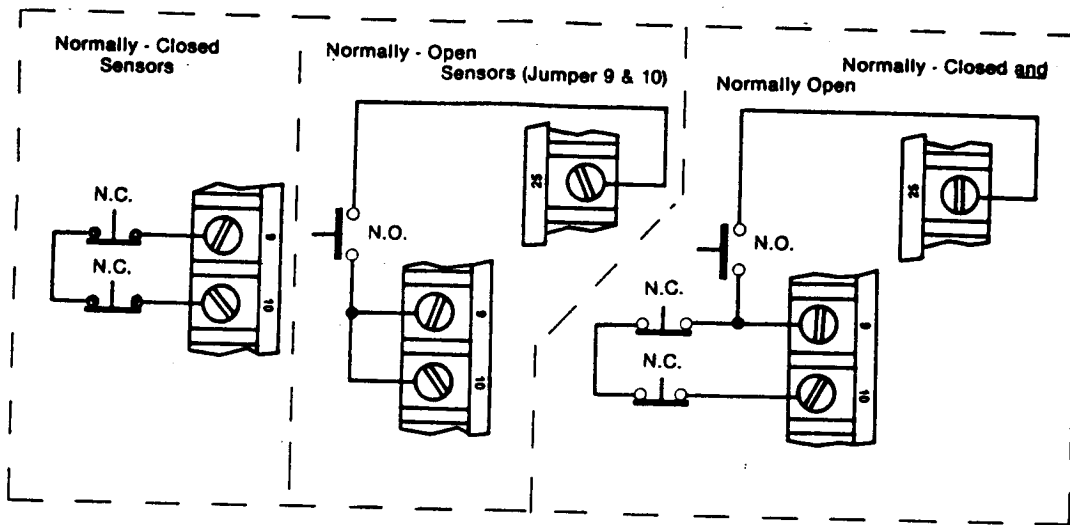 Normally - Closed
Sensors
N.C.
N.C.
9
10
Normally - Open
Sensors (Jumper 9 & 10)
25
N.O.
9
10
Normally - Closed and
Normally Open
25
N.O.
N.C.
N.C.
9
10